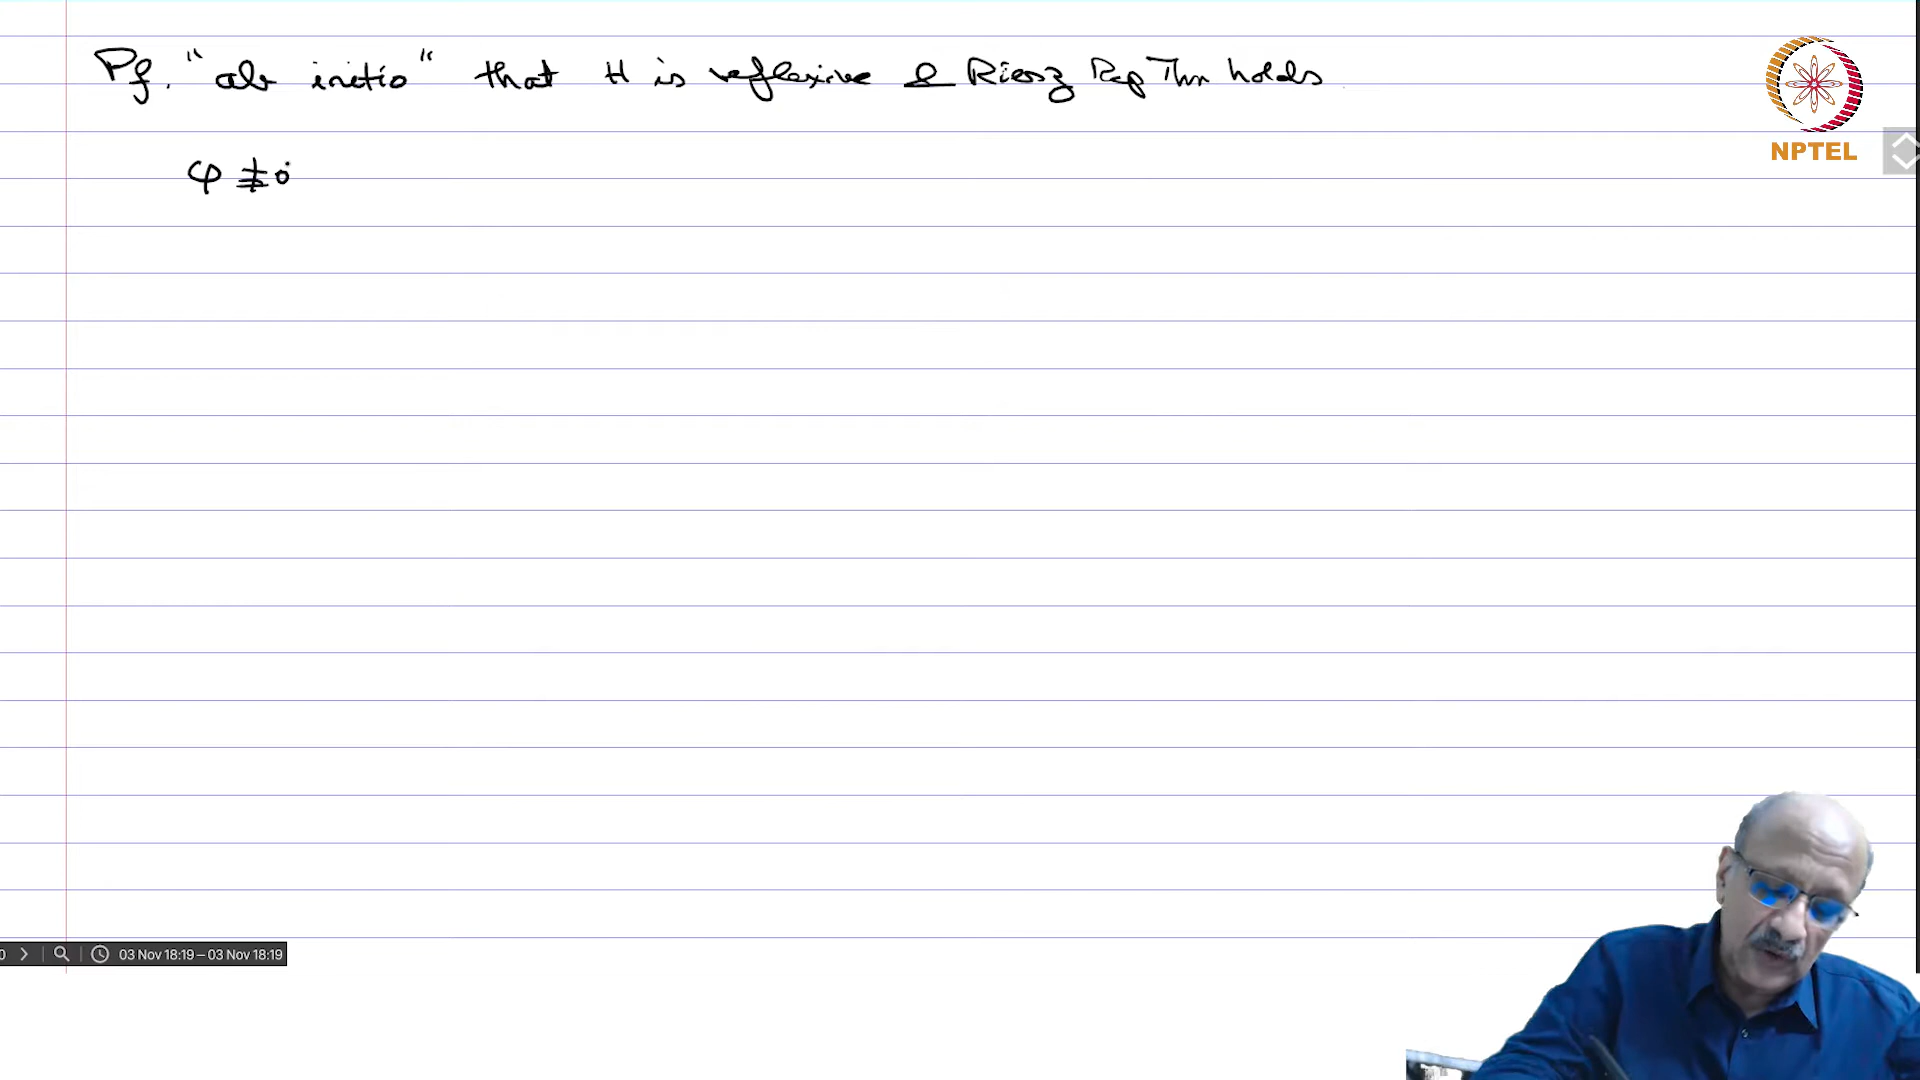 Pf. "ab initio" that H is reflexive & Riesz Rep Thm holds
NPTEL
φ ≢ 0
0 > 03 Nov 18:19 – 03 Nov 18:19